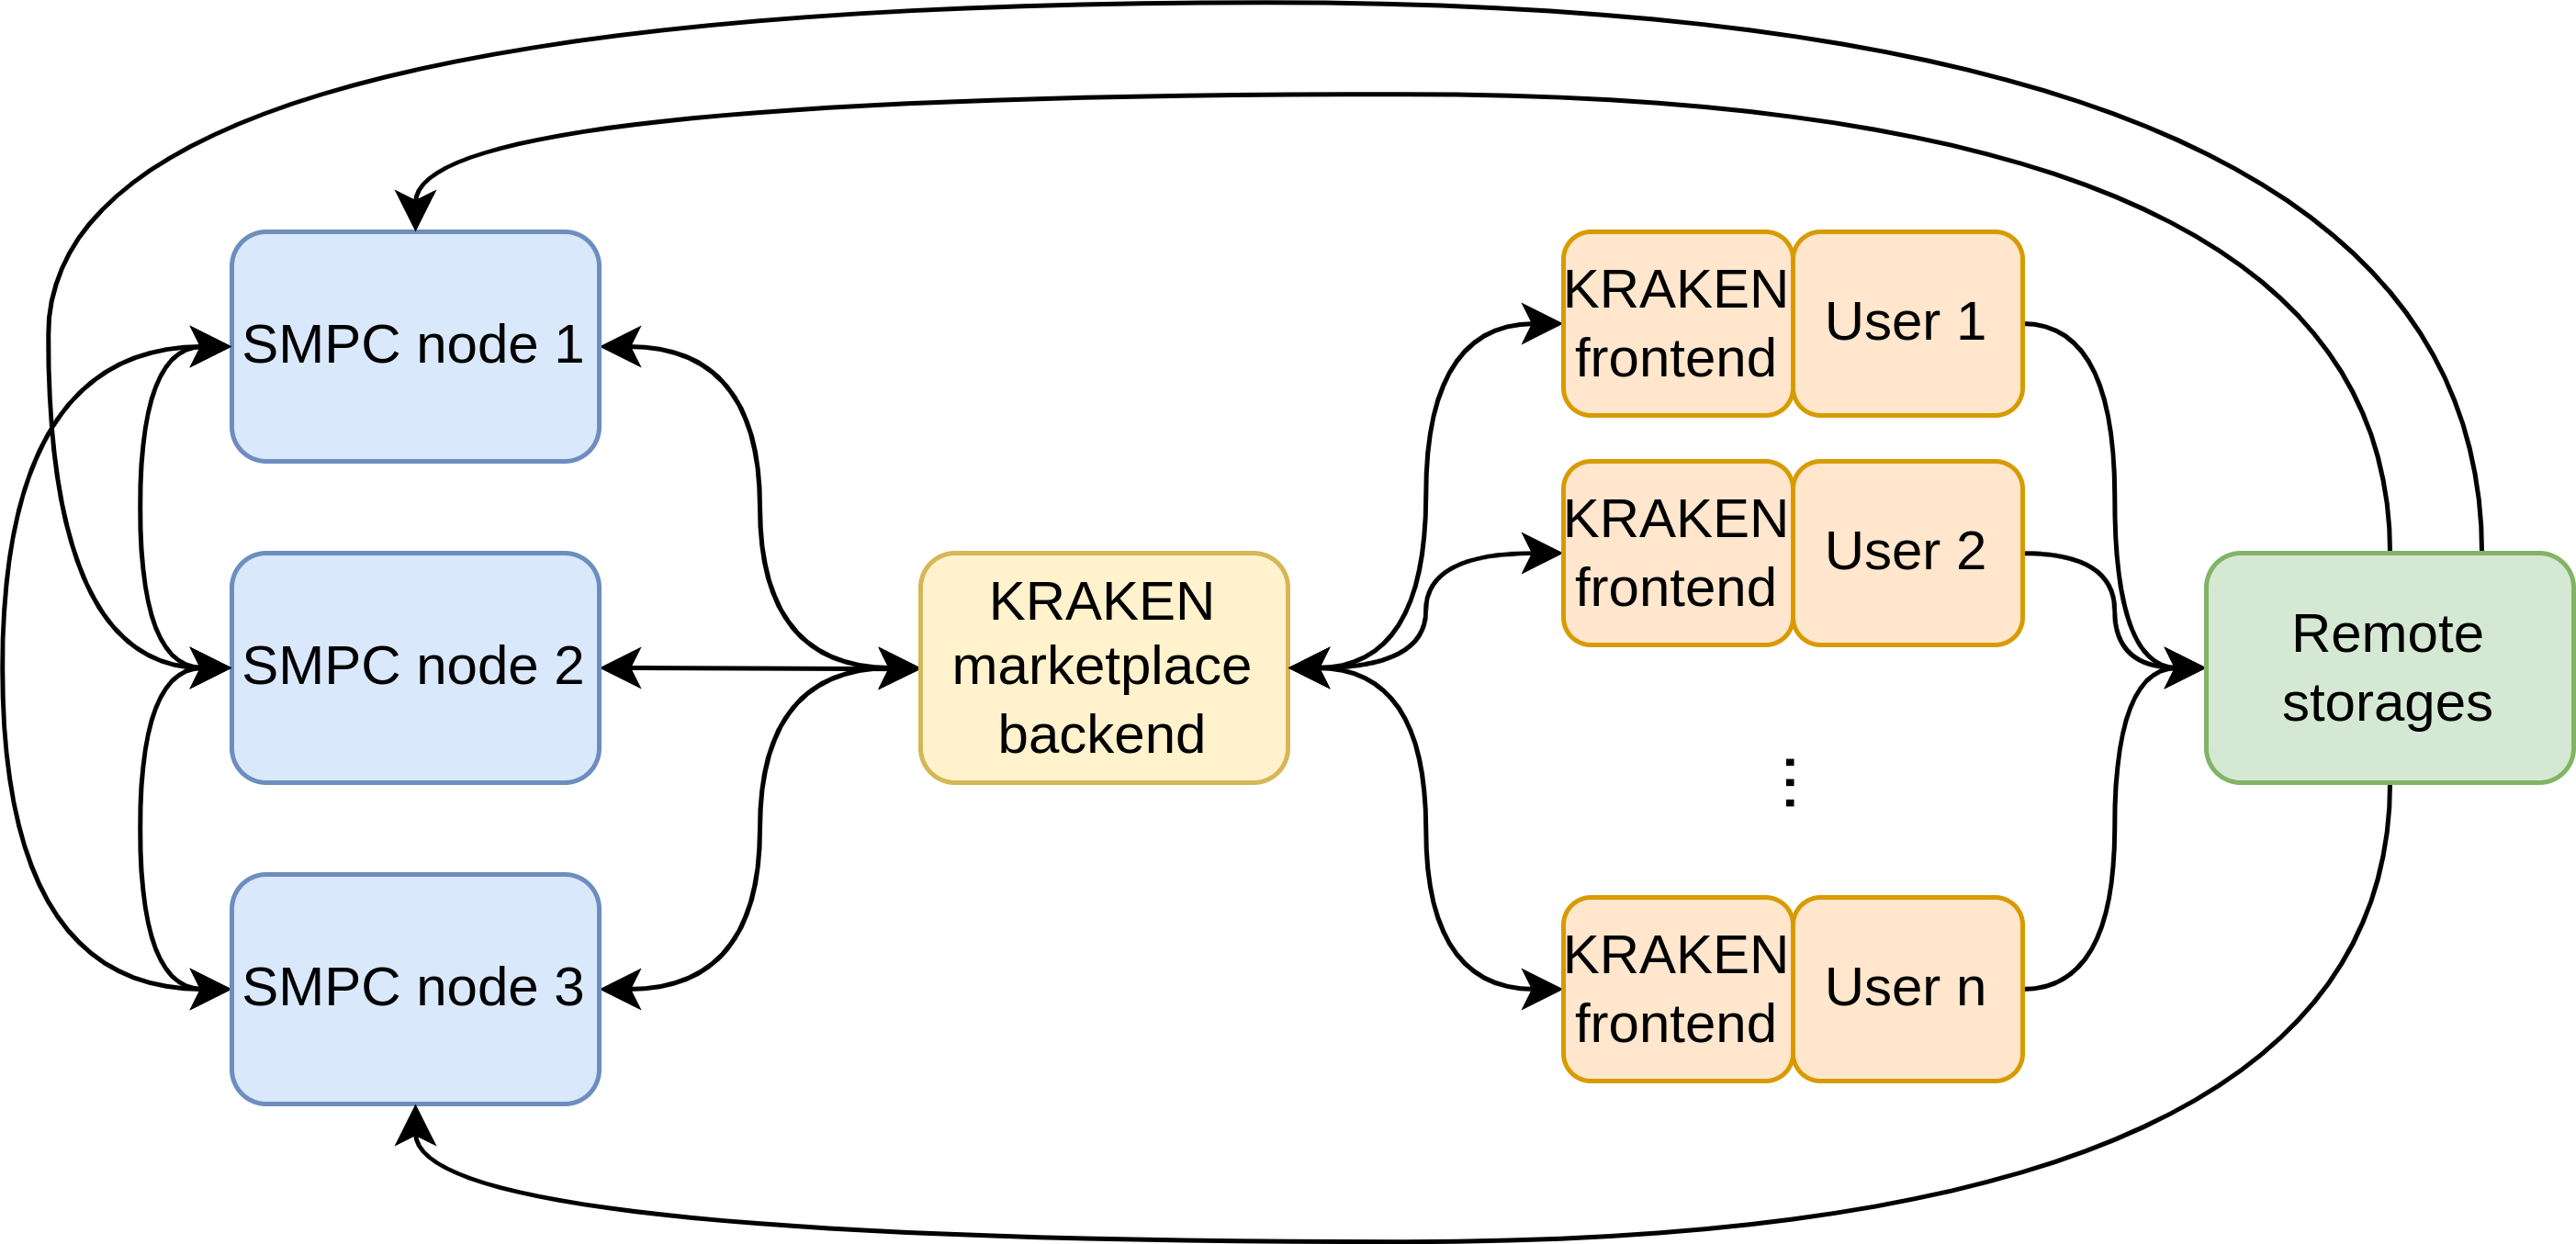 SMPC node 1
SMPC node 2
SMPC node 3
KRAKEN
marketplace
backend
KRAKEN
frontend
User 1
KRAKEN
frontend
User 2
...
KRAKEN
frontend
User n
Remote
storages